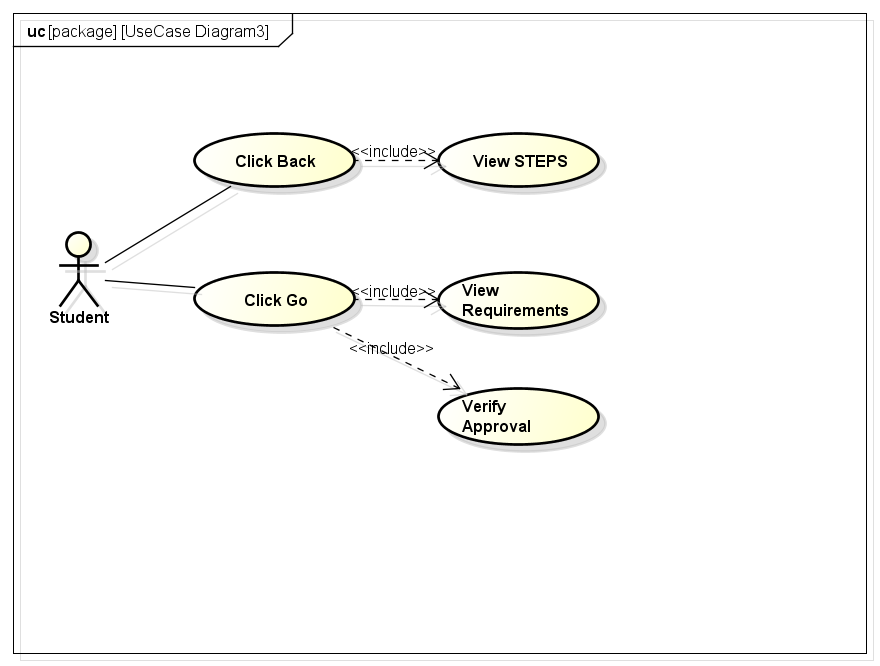 uc [package] [UseCase Diagram3]
Click Back
<<include>>
View STEPS
Click Go
<<include>>
View
Requirements
Student
<<include>>
Verify
Approval